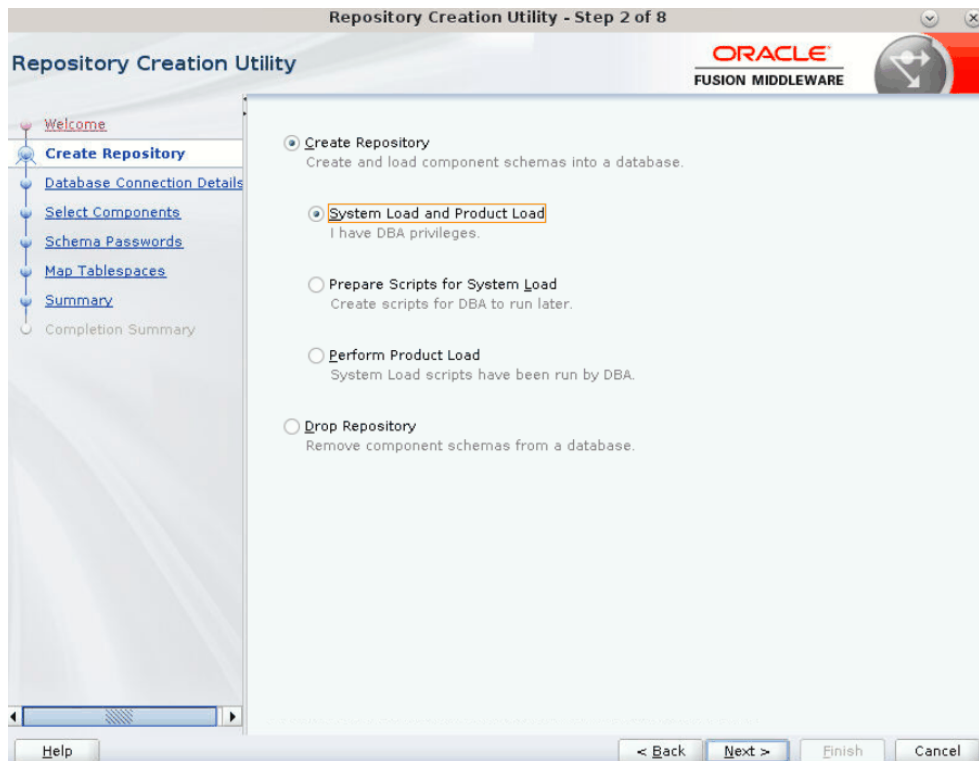 Repository Creation Utility - Step 2 of 8
Repository Creation Utility
ORACLE
FUSION MIDDLEWARE
Welcome
Create Repository
Database Connection Details
Select Components
Schema Passwords
Map Tablespaces
Summary
Completion Summary
Create Repository
Create and load component schemas into a database.
System Load and Product Load
I have DBA privileges.
Prepare Scripts for System Load
Create scripts for DBA to run later.
Perform Product Load
System Load scripts have been run by DBA.
Drop Repository
Remove component schemas from a database.
Help
< Back
Next >
Finish
Cancel